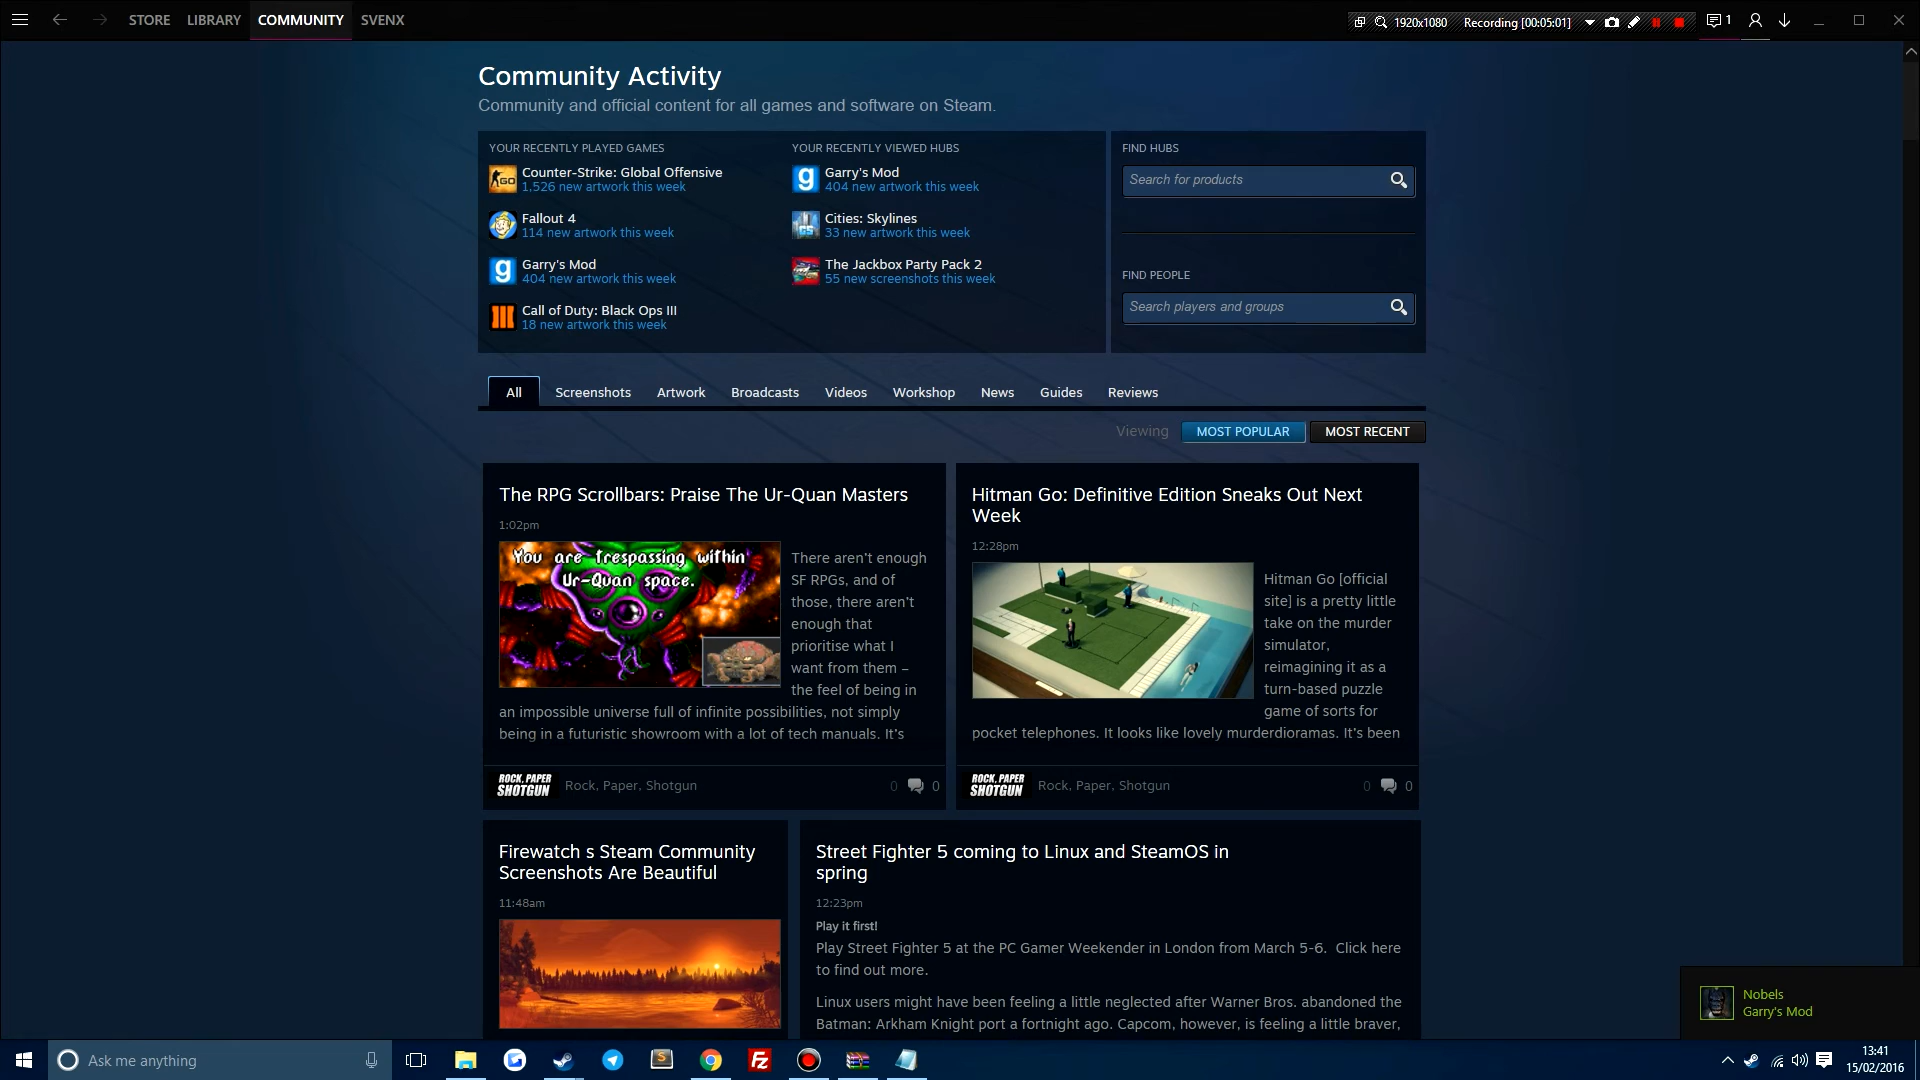 STORE LIBRARY COMMUNITY SVENX
1920x1080 Recording [00:05:01]
1
Community Activity
Community and official content for all games and software on Steam.
YOUR RECENTLY PLAYED GAMES
Counter-Strike: Global Offensive
1,526 new artwork this week
Fallout 4
114 new artwork this week
Garry's Mod
404 new artwork this week
Call of Duty: Black Ops III
18 new artwork this week
YOUR RECENTLY VIEWED HUBS
Garry's Mod
404 new artwork this week
Cities: Skylines
33 new artwork this week
The Jackbox Party Pack 2
55 new screenshots this week
FIND HUBS
Search for products
FIND PEOPLE
Search players and groups
All Screenshots Artwork Broadcasts Videos Workshop News Guides Reviews
Viewing MOST POPULAR MOST RECENT
The RPG Scrollbars: Praise The Ur-Quan Masters
1:02pm
You are trespassing within
Ur-Quan space.
There aren't enough
SF RPGs, and of
those, there aren't
enough that
prioritise what I
want from them –
the feel of being in
an impossible universe full of infinite possibilities, not simply
being in a futuristic showroom with a lot of tech manuals. It's
ROCK, PAPER
SHOTGUN
Rock, Paper, Shotgun
0 0
Hitman Go: Definitive Edition Sneaks Out Next
Week
12:28pm
Hitman Go [official
site] is a pretty little
take on the murder
simulator,
reimagining it as a
turn-based puzzle
game of sorts for
pocket telephones. It looks like lovely murderdioramas. It's been
ROCK, PAPER
SHOTGUN
Rock, Paper, Shotgun
0 0
Firewatch s Steam Community
Screenshots Are Beautiful
11:48am
Street Fighter 5 coming to Linux and SteamOS in
spring
12:23pm
Play it first!
Play Street Fighter 5 at the PC Gamer Weekender in London from March 5-6. Click here
to find out more.
Linux users might have been feeling a little neglected after Warner Bros. abandoned the
Batman: Arkham Knight port a fortnight ago. Capcom, however, is feeling a little braver,
Nobels
Garry's Mod
Ask me anything
13:41
15/02/2016